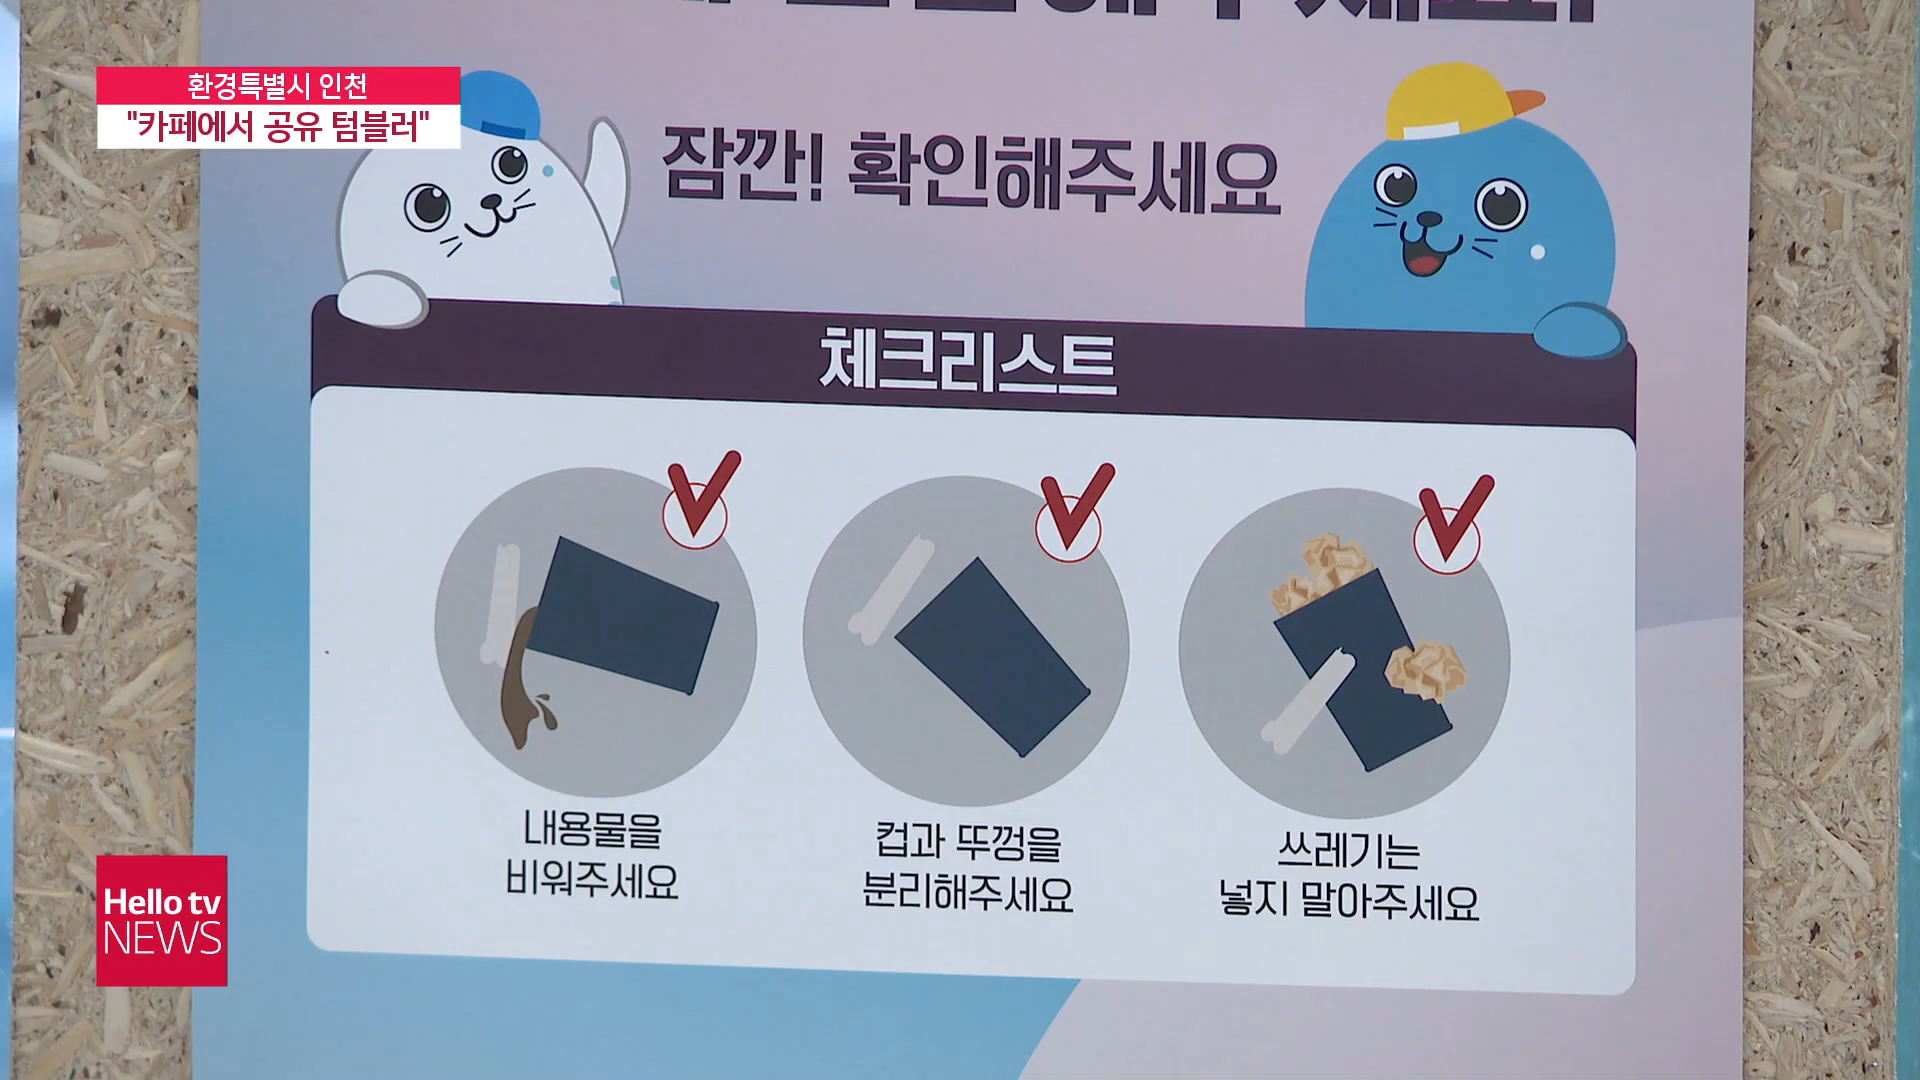 환경특별시 인천
"카페에서 공유 텀블러"
잠깐! 확인해주세요
체크리스트
내용물을
비워주세요
컵과 뚜껑을
분리해주세요
쓰레기는
넣지 말아주세요
Hello tv
NEWS